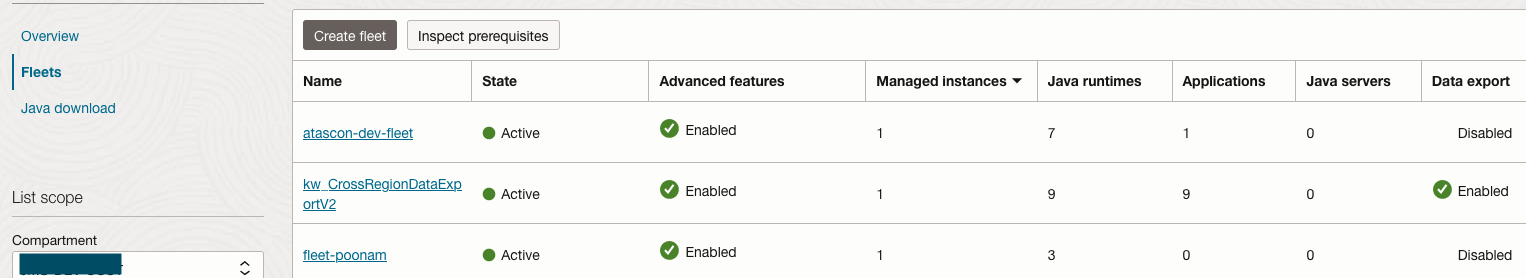 Overview
Fleets
Java download
List scope
Compartment
Create fleet Inspect prerequisites
Name State Advanced features Managed instances Java runtimes Applications Java servers Data export
atascon-dev-fleet Active Enabled 1 7 1 0 Disabled
kw_CrossRegionDataExp
ortV2 Active Enabled 1 9 9 0 Enabled
fleet-poonam Active Enabled 1 3 0 0 Disabled